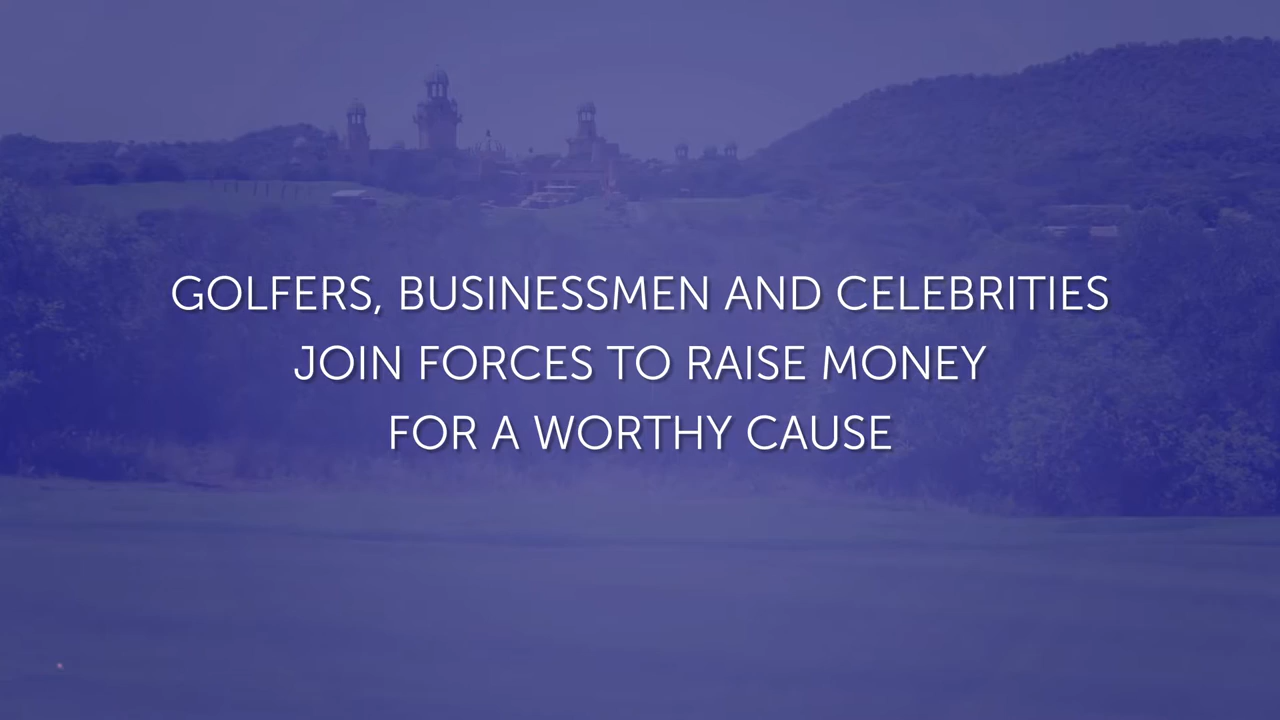 GOLFERS, BUSINESSMEN AND CELEBRITIES
JOIN FORCES TO RAISE MONEY
FOR A WORTHY CAUSE